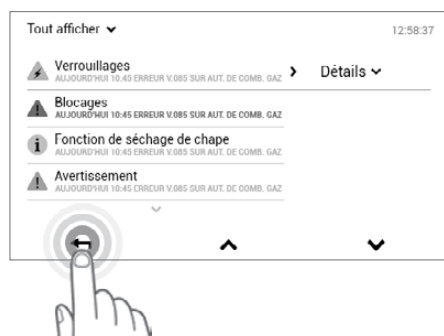 Tout afficher
12:58:37
Verrouillages
AUJOURD'HUI 10:45 ERREUR V.085 SUR AUT. DE COMB. GAZ
Détails
Blocages
AUJOURD'HUI 10:45 ERREUR V.085 SUR AUT. DE COMB. GAZ
Fonction de séchage de chape
AUJOURD'HUI 10:45 ERREUR V.085 SUR AUT. DE COMB. GAZ
Avertissement
AUJOURD'HUI 10:45 ERREUR V.085 SUR AUT. DE COMB. GAZ